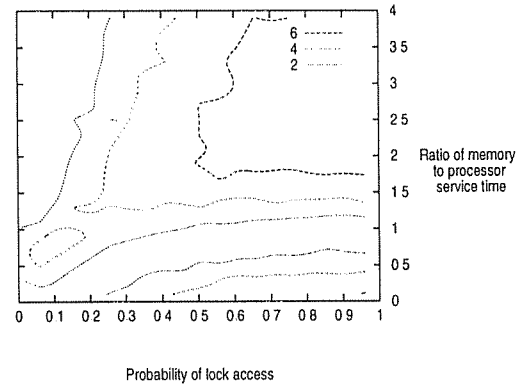 6
4
2
4
3 5
3
2 5
2
1 5
1
0 5
0
Ratio of memory
to processor
service time
0 0 1 0 2 0 3 0 4 0 5 0 6 0 7 0 8 0 9 1
Probability of lock access